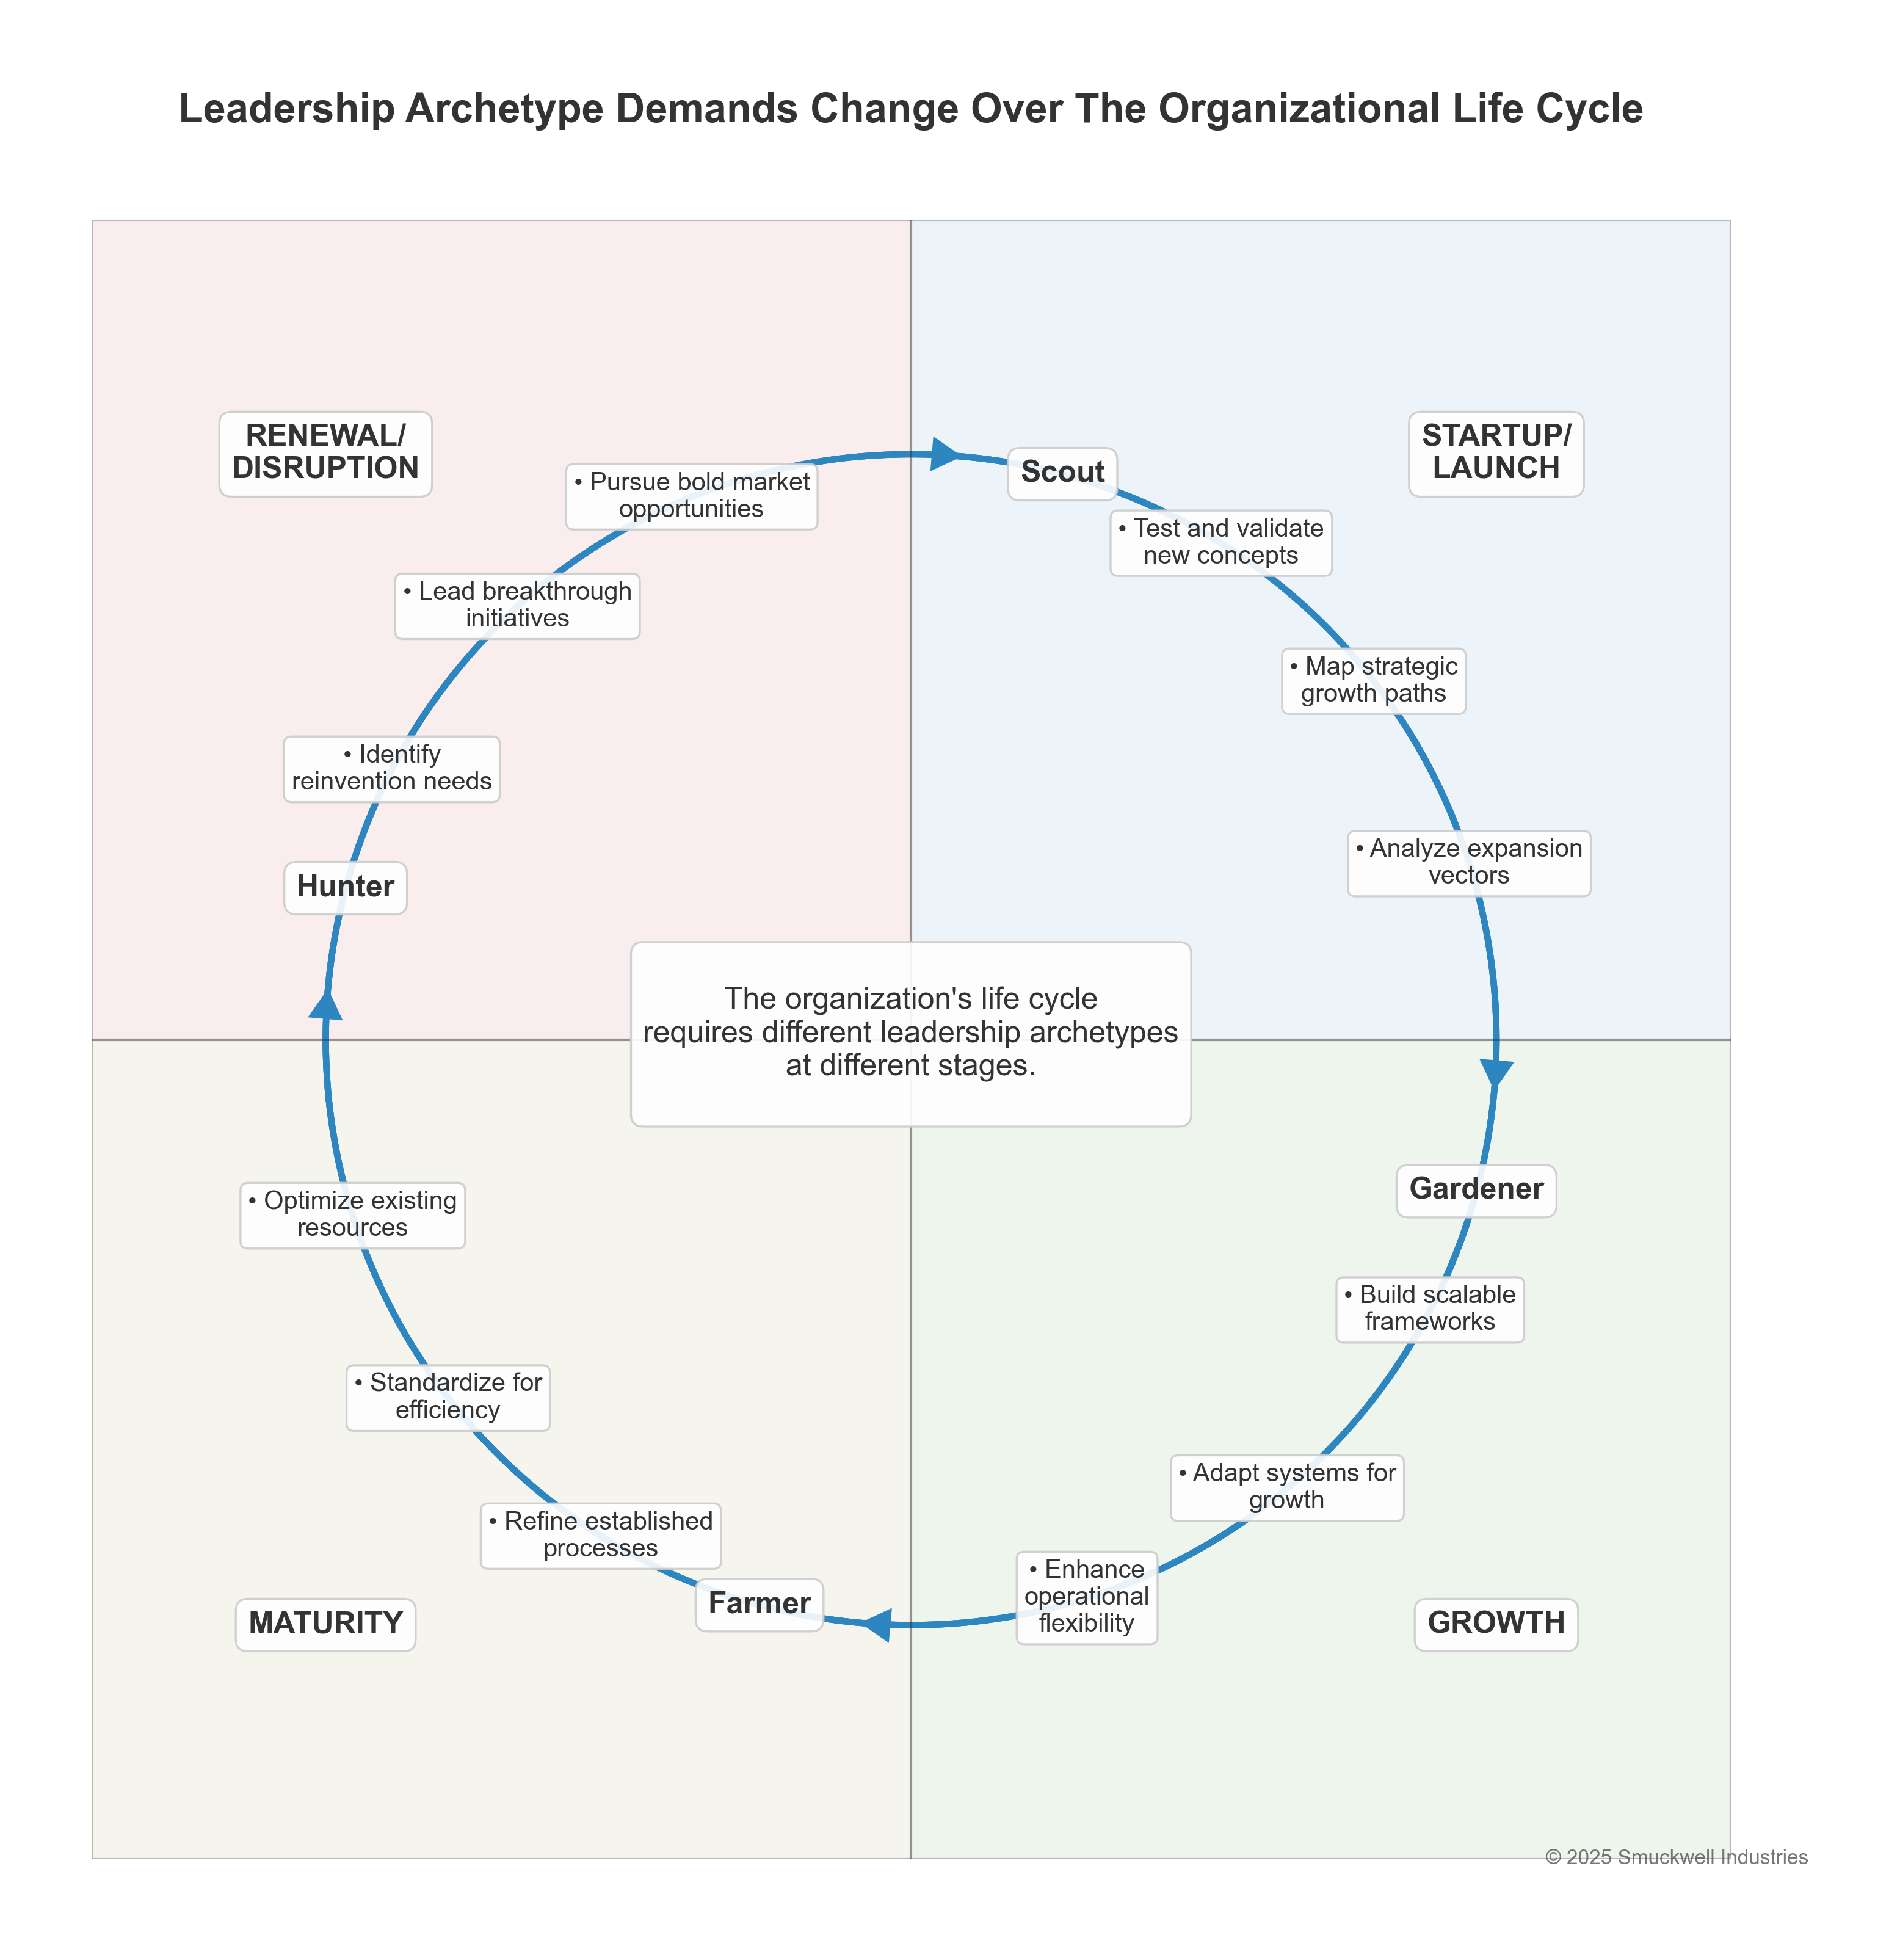 Leadership Archetype Demands Change Over The Organizational Life Cycle
RENEWAL/
DISRUPTION
• Pursue bold market
opportunities
• Lead breakthrough
initiatives
• Identify
reinvention needs
Hunter
STARTUP/
LAUNCH
Scout
• Test and validate
new concepts
• Map strategic
growth paths
• Analyze expansion
vectors
The organization's life cycle
requires different leadership archetypes
at different stages.
Gardener
• Build scalable
frameworks
• Adapt systems for
growth
• Enhance
operational
flexibility
GROWTH
• Optimize existing
resources
• Standardize for
efficiency
• Refine established
processes
Farmer
MATURITY
© 2025 Smuckwell Industries